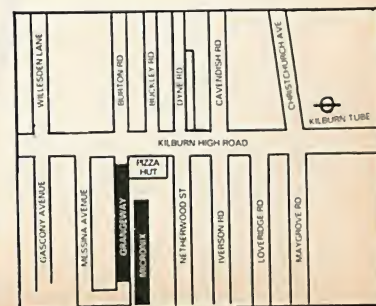 WILLESDEN LANE
BURTON RD
BUCKLEY RD
DYNE RD
CAVENDISH RD
CHRISTCHURCH AVE
KILBURN TUBE
KILBURN HIGH ROAD
GASCONY AVENUE
MESSINA AVENUE
GRANGEWAY
PIZZA
HUT
MICRONIX
NETHERWOOD ST
IVERSON RD
LOVERIDGE RD
MAYGROVE RD